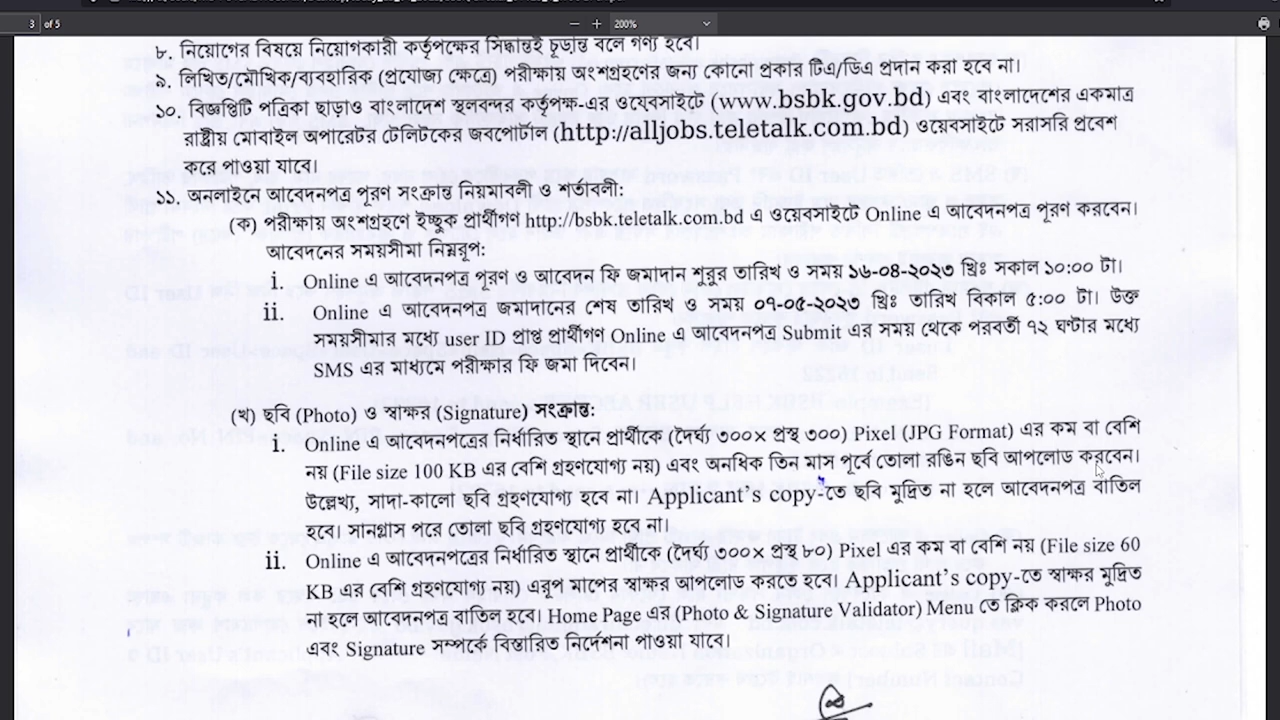 3 of 5
200%
৮. নিয়োগের বিষয়ে নিয়োগকারী কর্তৃপক্ষের সিদ্ধান্তই চূড়ান্ত বলে গণ্য হবে।
৯. লিখিত/মৌখিক/ব্যবহারিক (প্রযোজ্য ক্ষেত্রে) পরীক্ষায় অংশগ্রহণের জন্য কোনো প্রকার টিএ/ডিএ প্রদান করা হবে না।
১০. বিজ্ঞপ্তিটি পত্রিকা ছাড়াও বাংলাদেশ স্থলবন্দর কর্তৃপক্ষ-এর ওযেবসাইটে (www.bsbk.gov.bd) এবং বাংলাদেশের একমাত্র
রাষ্ট্রীয় মোবাইল অপারেটর টেলিটকের জবপোর্টাল (http://alljobs.teletalk.com.bd) ওয়েবসাইটে সরাসরি প্রবেশ
করে পাওয়া যাবে।
১১. অনলাইনে আবেদনপত্র পূরণ সংক্রান্ত নিয়মাবলী ও শর্তাবলী:
(ক) পরীক্ষায় অংশগ্রহণে ইচ্ছুক প্রার্থীগণ http://bsbk.teletalk.com.bd এ ওয়েবসাইটে Online এ আবেদনপত্র পূরণ করবেন।
আবেদনের সময়সীমা নিম্নরূপ:
i. Online এ আবেদনপত্র পূরণ ও আবেদন ফি জমাদান শুরুর তারিখ ও সময় ১৬-০৪-২০২৩ খ্রিঃ সকাল ১০:০০ টা।
ii. Online এ আবেদনপত্র জমাদানের শেষ তারিখ ও সময় ০৭-০৫-২০২৩ খ্রিঃ তারিখ বিকাল ৫:০০ টা। উক্ত
সময়সীমার মধ্যে user ID প্রাপ্ত প্রার্থীগণ Online এ আবেদনপত্র Submit এর সময় থেকে পরবর্তী ৭২ ঘণ্টার মধ্যে
SMS এর মাধ্যমে পরীক্ষার ফি জমা দিবেন।
(খ) ছবি (Photo) ও স্বাক্ষর (Signature) সংক্রান্ত:
i. Online এ আবেদনপত্রের নির্ধারিত স্থানে প্রার্থীকে (দৈর্ঘ্য ৩০০× প্রস্থ ৩০০) Pixel (JPG Format) এর কম বা বেশি
নয় (File size 100 KB এর বেশি গ্রহণযোগ্য নয়) এবং অনধিক তিন মাস পূর্বে তোলা রঙিন ছবি আপলোড করবেন।
উল্লেখ্য, সাদা-কালো ছবি গ্রহণযোগ্য হবে না। Applicant's copy-তে ছবি মুদ্রিত না হলে আবেদনপত্র বাতিল
হবে। সানগ্লাস পরে তোলা ছবি গ্রহণযোগ্য হবে না।
ii. Online এ আবেদনপত্রের নির্ধারিত স্থানে প্রার্থীকে (দৈর্ঘ্য ৩০০× প্রস্থ ৮০) Pixel এর কম বা বেশি নয় (File size 60
KB এর বেশি গ্রহণযোগ্য নয়) এরূপ মাপের স্বাক্ষর আপলোড করতে হবে। Applicant's copy-তে স্বাক্ষর মুদ্রিত
না হলে আবেদনপত্র বাতিল হবে। Home Page এর (Photo & Signature Validator) Menu তে ক্লিক করলে Photo
এবং Signature সম্পর্কে বিস্তারিত নির্দেশনা পাওয়া যাবে।